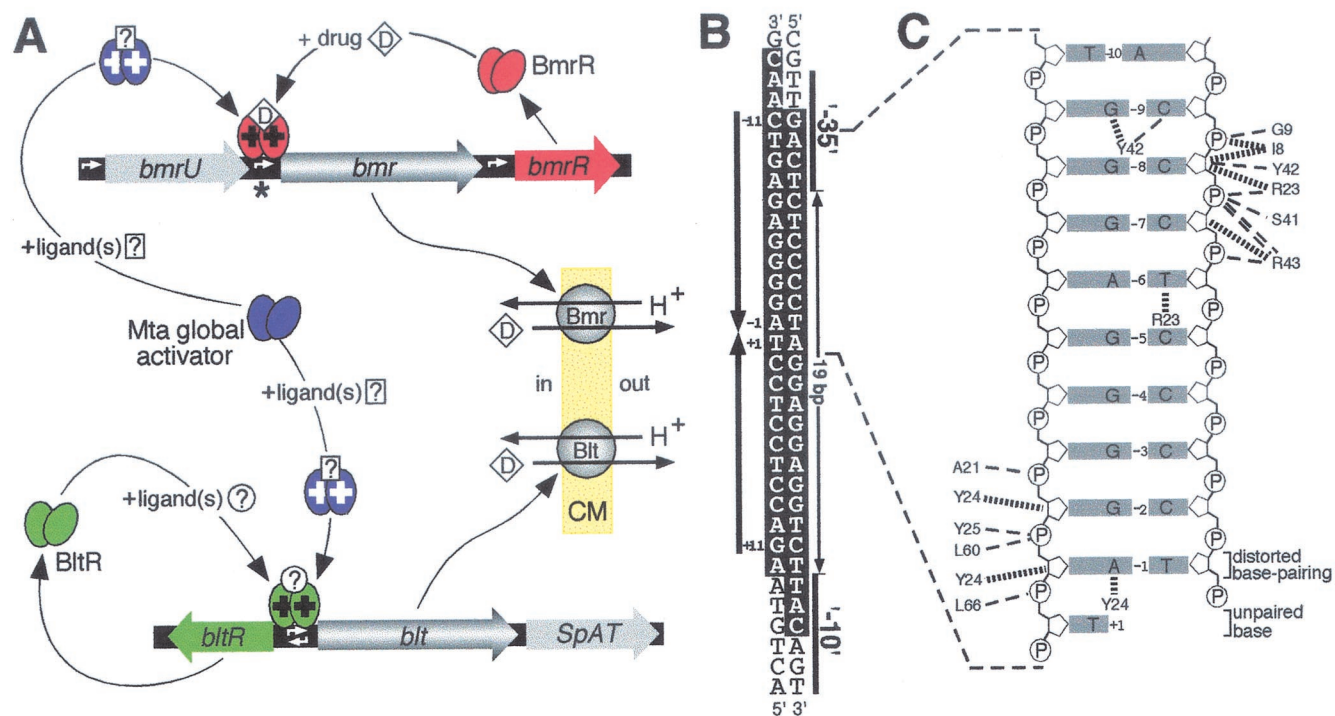 A
?
+ drug D
BmrR
D
bmrU
bmr
bmrR
*
+ligand(s) ?
Mta global
activator
+ligand(s) ?
Bmr
H+
D
in
out
Blt
H+
D
CM
?
+ligand(s) ?
BltR
?
bltR
blt
SpAT
B
3' 5'
G C
C G
A T
A T
C G
T A
G C
A T
G C
A T
G C
G C
G C
G C
A T
T A
C G
C G
T A
C G
C G
T A
C G
C G
A T
G C
A T
A T
T A
G C
T A
C G
A T
5' 3'
-11
-1
+1
+11
'-35'
19 bp
'-10'
C
P
T -10 A
P
G -9 C
Y42
P
G9
I8
Y42
R23
P
G -8 C
P
S41
P
G -7 C
P
R43
P
A -6 T
P
R23
P
G -5 C
P
P
G -4 C
P
P
G -3 C
P
A21
P
Y24
G -2 C
P
Y25
L60
P
Y24
A -1 T
distorted
base-pairing
P
L66
P
Y24
T +1
unpaired
base
P